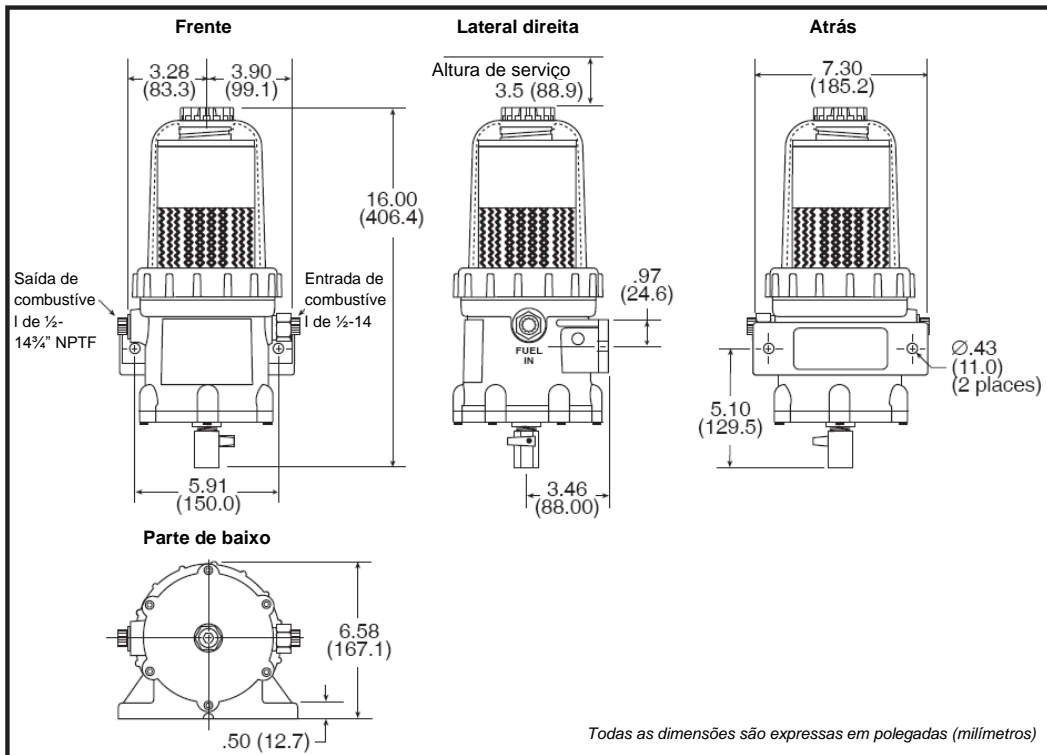 Frente
Lateral direita
Atrás
3.28
(83.3)
3.90
(99.1)
Altura de serviço
3.5 (88.9)
7.30
(185.2)
16.00
(406.4)
Saída de
combustíve
l de ½-
14¾" NPTF
Entrada de
combustíve
l de ½-14
.97
(24.6)
FUEL
IN
Ø.43
(11.0)
(2 places)
5.10
(129.5)
5.91
(150.0)
3.46
(88.00)
Parte de baixo
6.58
(167.1)
.50 (12.7)
Todas as dimensões são expressas em polegadas (milímetros)